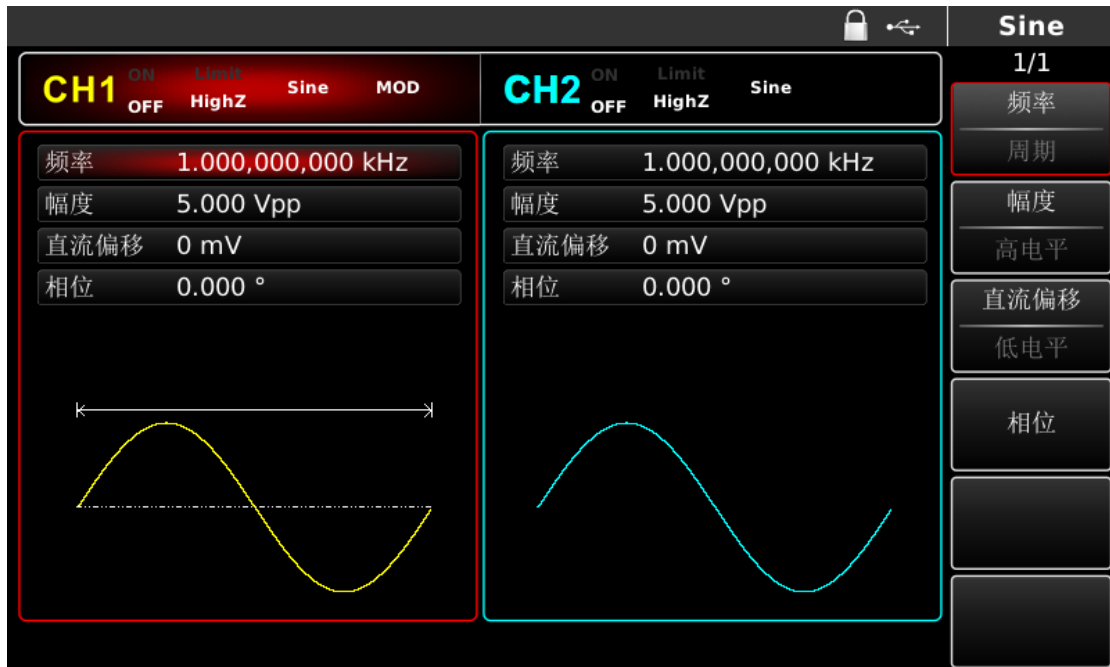 Sine
1/1
CH1 ON Limit Sine MOD
OFF HighZ
CH2 ON Limit Sine
OFF HighZ
频率 1.000,000,000 kHz
幅度 5.000 Vpp
直流偏移 0 mV
相位 0.000 °
频率 1.000,000,000 kHz
幅度 5.000 Vpp
直流偏移 0 mV
相位 0.000 °
频率
周期
幅度
高电平
直流偏移
低电平
相位